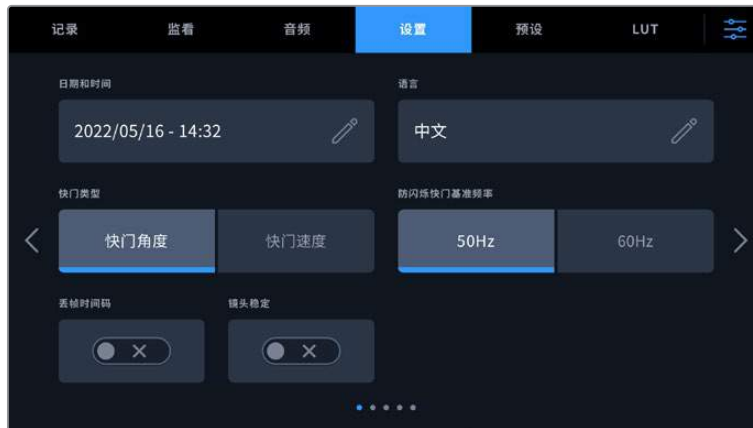 记录 监看 音频 设置 预设 LUT
日期和时间 语言
2022/05/16 - 14:32 中文
快门类型 防闪烁快门基准频率
快门角度 快门速度 50Hz 60Hz
丢帧时间码 镜头稳定